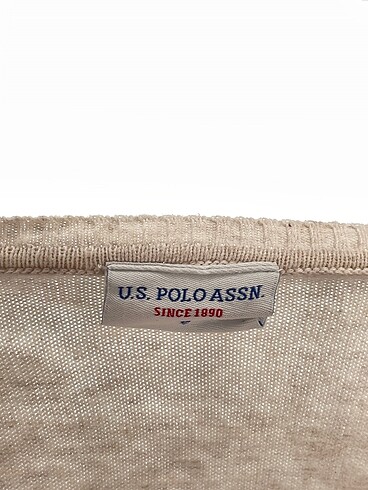 U.S. POLO ASSN.
SINCE 1890